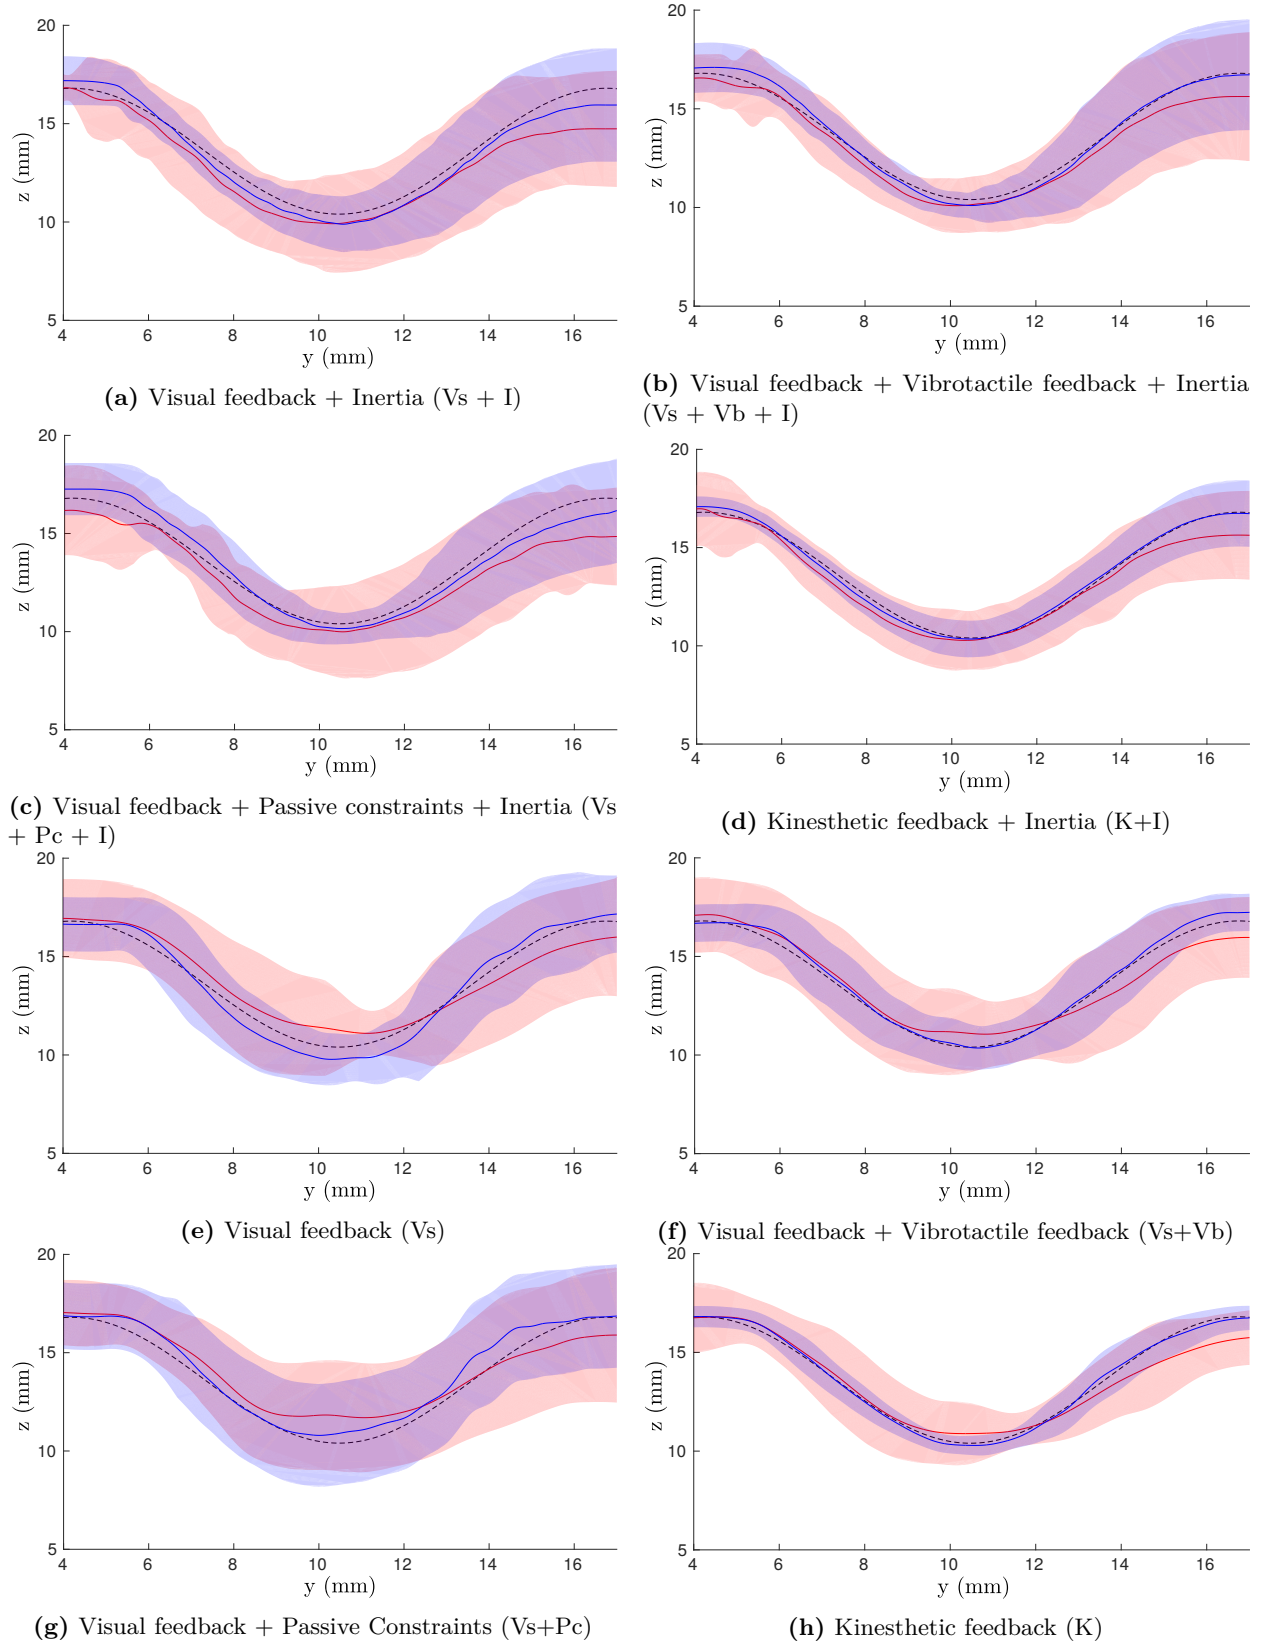 20
15
10
5
z (mm)
4 6 8 10 12 14 16
y (mm)
(a) Visual feedback + Inertia (Vs + I)
20
15
10
5
z (mm)
4 6 8 10 12 14 16
y (mm)
(b) Visual feedback + Vibrotactile feedback + Inertia
(Vs + Vb + I)
20
15
10
5
z (mm)
4 6 8 10 12 14 16
y (mm)
(c) Visual feedback + Passive constraints + Inertia (Vs
+ Pc + I)
20
15
10
5
z (mm)
4 6 8 10 12 14 16
y (mm)
(d) Kinesthetic feedback + Inertia (K+I)
20
15
10
5
z (mm)
4 6 8 10 12 14 16
y (mm)
(e) Visual feedback (Vs)
20
15
10
5
z (mm)
4 6 8 10 12 14 16
y (mm)
(f) Visual feedback + Vibrotactile feedback (Vs+Vb)
20
15
10
5
z (mm)
4 6 8 10 12 14 16
y (mm)
(g) Visual feedback + Passive Constraints (Vs+Pc)
20
15
10
5
z (mm)
4 6 8 10 12 14 16
y (mm)
(h) Kinesthetic feedback (K)